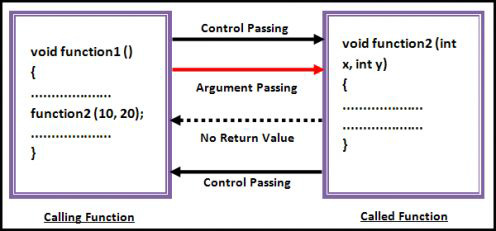 void function1 ()
{
.....................
function2 (10, 20);
.....................
}
Calling Function
Control Passing
Argument Passing
No Return Value
Control Passing
void function2 (int
x, int y)
{
.....................
.....................
}
Called Function